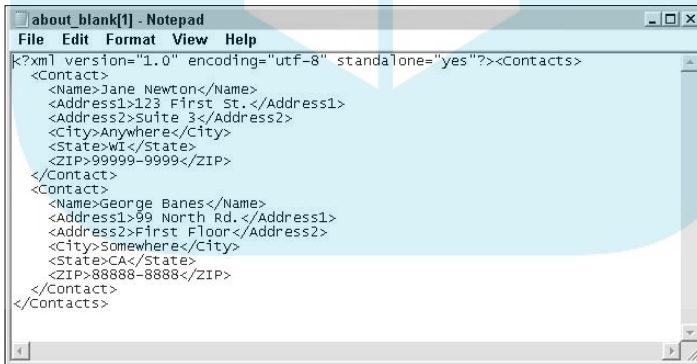 about_blank[1] - Notepad
File Edit Format View Help
<?xml version="1.0" encoding="utf-8" standalone="yes"?><Contacts>
<Contact>
<Name>Jane Newton</Name>
<Address1>123 First St.</Address1>
<Address2>Suite 3</Address2>
<City>Anywhere</City>
<State>WI</State>
<ZIP>99999-9999</ZIP>
</Contact>
<Contact>
<Name>George Banes</Name>
<Address1>99 North Rd.</Address1>
<Address2>First Floor</Address2>
<City>Somewhere</City>
<State>CA</State>
<ZIP>88888-8888</ZIP>
</Contact>
</Contacts>